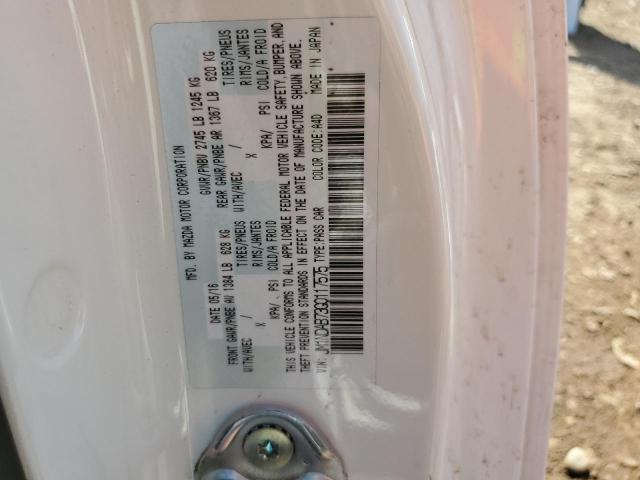 MFD. BY MAZDA MOTOR CORPORATION
DATE 05/16 GVWR/PNBV 2745 LB 1245 KG
FRONT GAWR/PNBE AV 1384 LB 628 KG REAR GAWR/PNBE AR 1367 LB 620 KG
WITH/AVEC TIRES/PNEUS WITH/AVEC TIRES/PNEUS
X RIMS/JANTES X RIMS/JANTES
KPA/ PSI COLD/A FROID KPA/ PSI COLD/A FROID
THIS VEHICLE CONFORMS TO ALL APPLICABLE FEDERAL MOTOR VEHICLE SAFETY, BUMPER, AND
THEFT PREVENTION STANDARDS IN EFFECT ON THE DATE OF MANUFACTURE SHOWN ABOVE.
VIN: JM1NDAB73G0117575 TYPE:PASS CAR COLOR CODE:A4D MADE IN JAPAN